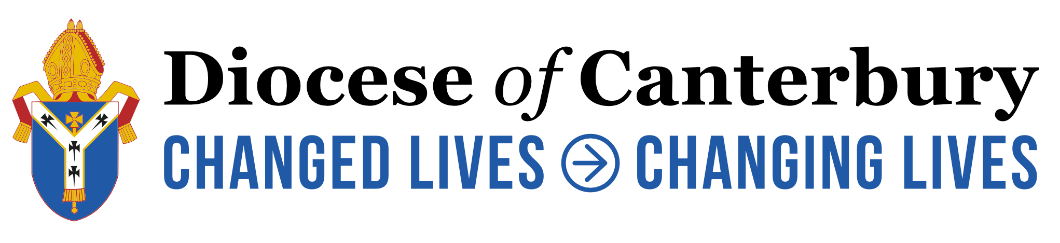 Diocese of Canterbury
CHANGED LIVES → CHANGING LIVES